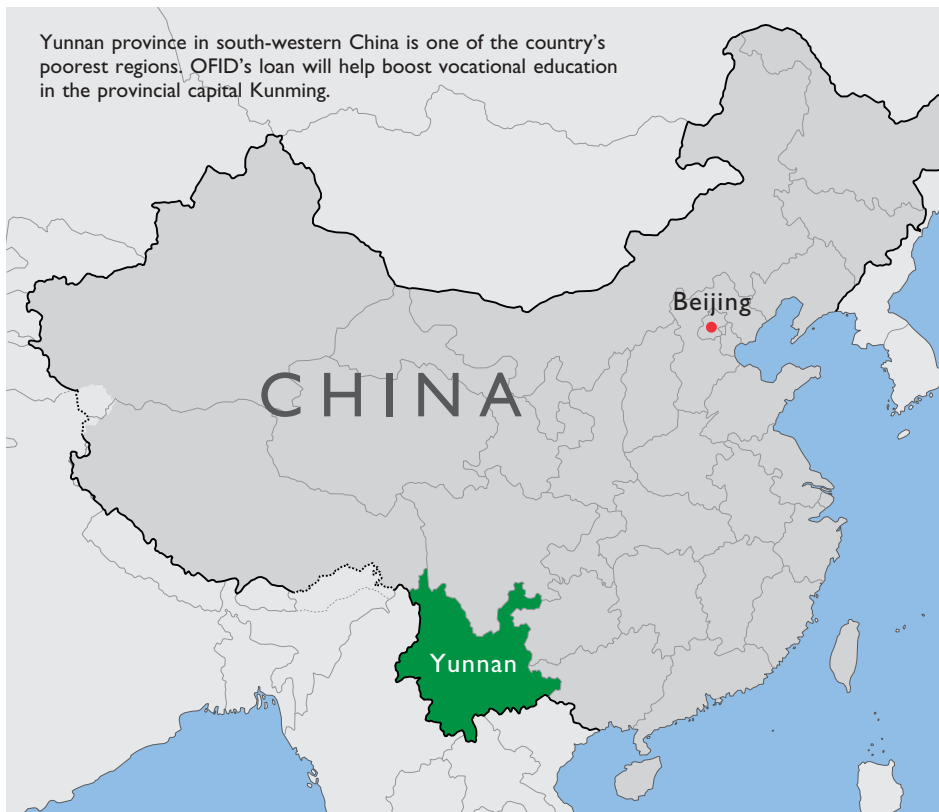 Yunnan province in south-western China is one of the country's
poorest regions. OFID's loan will help boost vocational education
in the provincial capital Kunming.
Beijing
CHINA
Yunnan